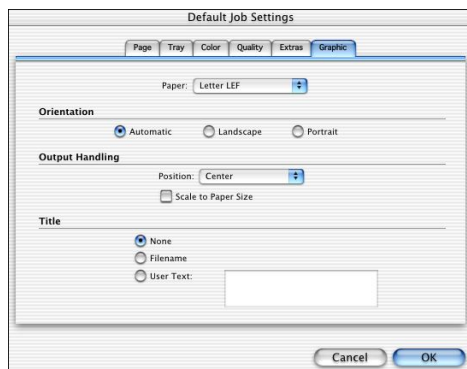 Default Job Settings
Page Tray Color Quality Extras Graphic
Paper: Letter LEF
Orientation
Automatic Landscape Portrait
Output Handling
Position: Center
Scale to Paper Size
Title
None
Filename
User Text:
Cancel OK